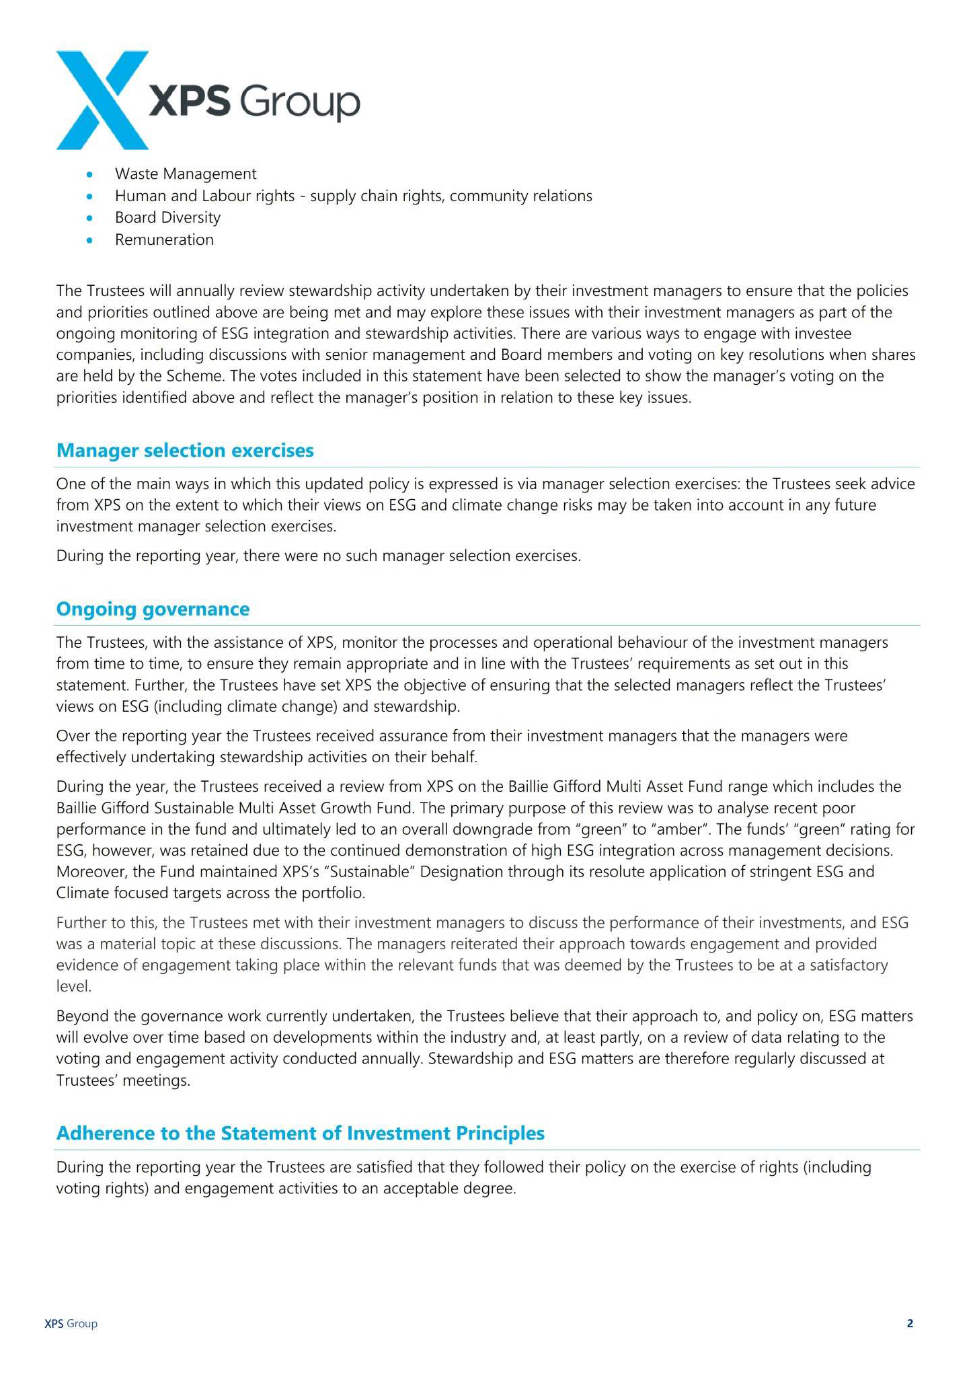 XPS Group
• Waste Management
• Human and Labour rights - supply chain rights, community relations
• Board Diversity
• Remuneration
The Trustees will annually review stewardship activity undertaken by their investment managers to ensure that the policies
and priorities outlined above are being met and may explore these issues with their investment managers as part of the
ongoing monitoring of ESG integration and stewardship activities. There are various ways to engage with investee
companies, including discussions with senior management and Board members and voting on key resolutions when shares
are held by the Scheme. The votes included in this statement have been selected to show the manager's voting on the
priorities identified above and reflect the manager's position in relation to these key issues.
Manager selection exercises
One of the main ways in which this updated policy is expressed is via manager selection exercises: the Trustees seek advice
from XPS on the extent to which their views on ESG and climate change risks may be taken into account in any future
investment manager selection exercises.
During the reporting year, there were no such manager selection exercises.
Ongoing governance
The Trustees, with the assistance of XPS, monitor the processes and operational behaviour of the investment managers
from time to time, to ensure they remain appropriate and in line with the Trustees' requirements as set out in this
statement. Further, the Trustees have set XPS the objective of ensuring that the selected managers reflect the Trustees'
views on ESG (including climate change) and stewardship.
Over the reporting year the Trustees received assurance from their investment managers that the managers were
effectively undertaking stewardship activities on their behalf.
During the year, the Trustees received a review from XPS on the Baillie Gifford Multi Asset Fund range which includes the
Baillie Gifford Sustainable Multi Asset Growth Fund. The primary purpose of this review was to analyse recent poor
performance in the fund and ultimately led to an overall downgrade from “green” to “amber”. The funds' “green” rating for
ESG, however, was retained due to the continued demonstration of high ESG integration across management decisions.
Moreover, the Fund maintained XPS's “Sustainable” Designation through its resolute application of stringent ESG and
Climate focused targets across the portfolio.
Further to this, the Trustees met with their investment managers to discuss the performance of their investments, and ESG
was a material topic at these discussions. The managers reiterated their approach towards engagement and provided
evidence of engagement taking place within the relevant funds that was deemed by the Trustees to be at a satisfactory
level.
Beyond the governance work currently undertaken, the Trustees believe that their approach to, and policy on, ESG matters
will evolve over time based on developments within the industry and, at least partly, on a review of data relating to the
voting and engagement activity conducted annually. Stewardship and ESG matters are therefore regularly discussed at
Trustees' meetings.
Adherence to the Statement of Investment Principles
During the reporting year the Trustees are satisfied that they followed their policy on the exercise of rights (including
voting rights) and engagement activities to an acceptable degree.
XPS Group
2